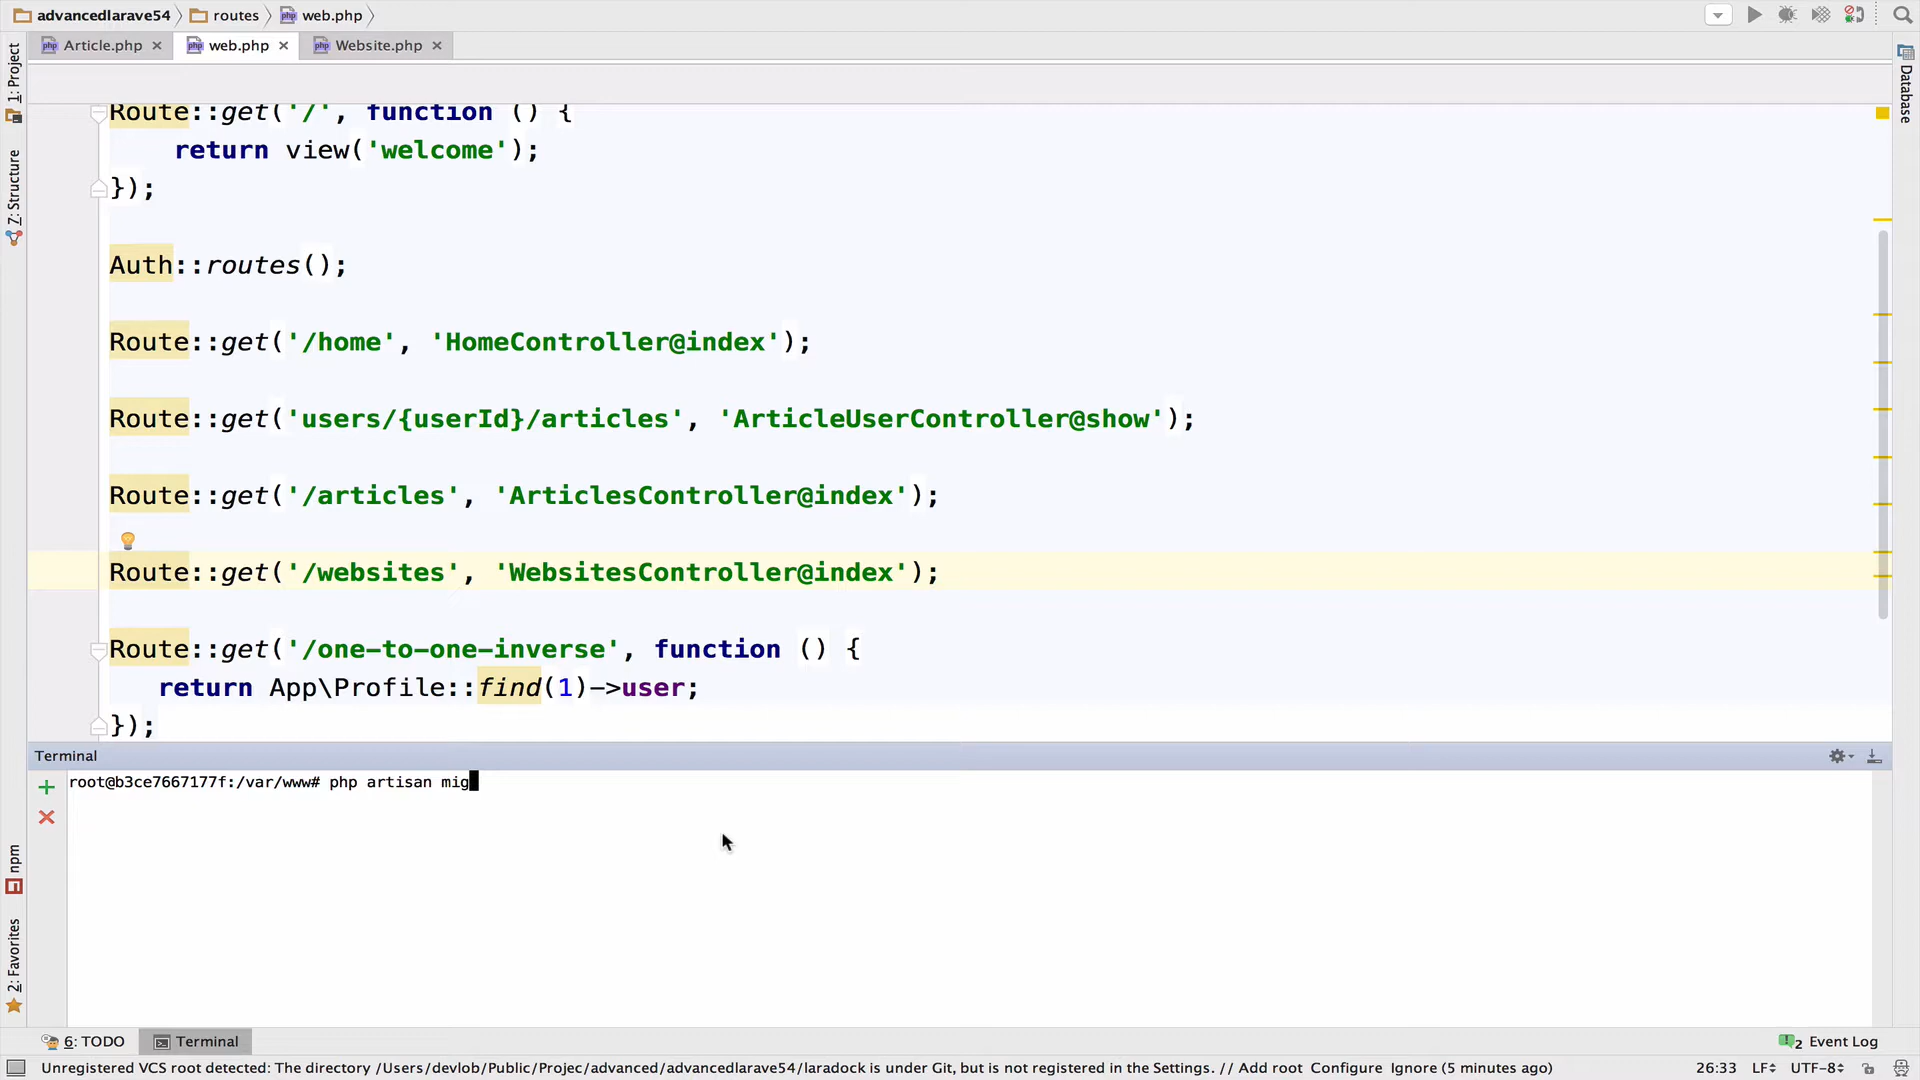 advancedlarave54
routes
web.php
Article.php
web.php
Website.php
1: Project
7: Structure
npm
2: Favorites
Database
Route::get('/', function () {
return view('welcome');
});
Auth::routes();
Route::get('/home', 'HomeController@index');
Route::get('users/{userId}/articles', 'ArticleUserController@show');
Route::get('/articles', 'ArticlesController@index');
Route::get('/websites', 'WebsitesController@index');
Route::get('/one-to-one-inverse', function () {
return App\Profile::find(1)->user;
});
Terminal
root@b3ce7667177f:/var/www# php artisan mig
6: TODO
Terminal
2 Event Log
Unregistered VCS root detected: The directory /Users/devlob/Public/Projec/advanced/advancedlarave54/laradock is under Git, but is not registered in the Settings. // Add root Configure Ignore (5 minutes ago)
26:33
LF
UTF-8